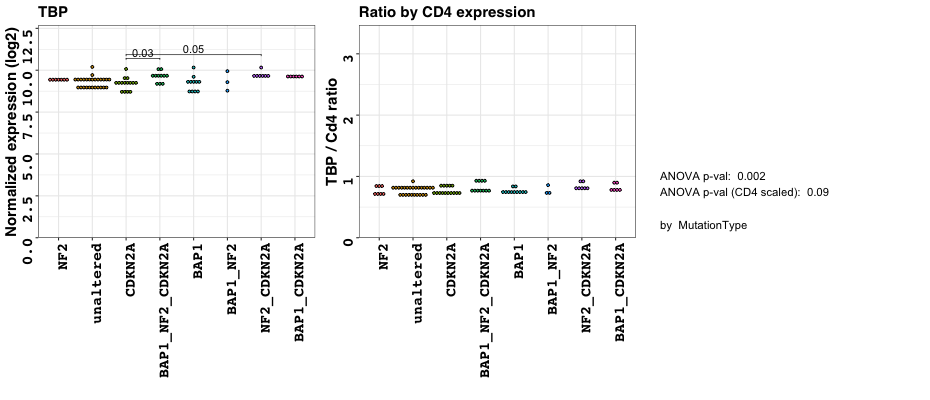 TBP
Normalized expression (log2)
12.5
10.0
7.5
5.0
2.5
0.0
0.03
0.05
NF2
unaltered
CDKN2A
BAP1_NF2_CDKN2A
BAP1
BAP1_NF2
NF2_CDKN2A
BAP1_CDKN2A
Ratio by CD4 expression
TBP / Cd4 ratio
3
2
1
0
NF2
unaltered
CDKN2A
BAP1_NF2_CDKN2A
BAP1
BAP1_NF2
NF2_CDKN2A
BAP1_CDKN2A
ANOVA p-val: 0.002
ANOVA p-val (CD4 scaled): 0.09
by MutationType